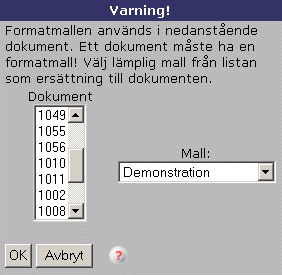 Varning!
Formatmallen används i nedanstående
dokument. Ett dokument måste ha en
formatmall! Välj lämplig mall från listan
som ersättning till dokumenten.
Dokument
1049
1055
1056
1010
1011
1002
1008
Mall:
Demonstration
OK
Avbryt
?